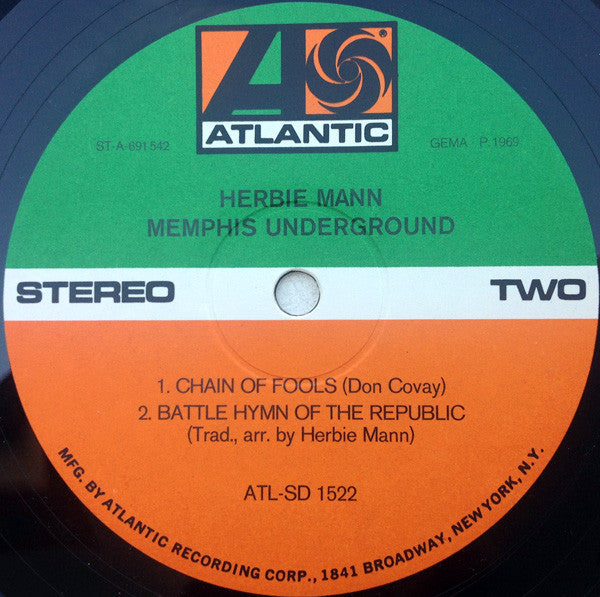 ATLANTIC
ST-A-691542
GEMA P 1969
HERBIE MANN
MEMPHIS UNDERGROUND
STEREO
TWO
1. CHAIN OF FOOLS (Don Covay)
2. BATTLE HYMN OF THE REPUBLIC
(Trad., arr. by Herbie Mann)
ATL-SD 1522
MFG. BY ATLANTIC RECORDING CORP., 1841 BROADWAY, NEW YORK, N.Y.